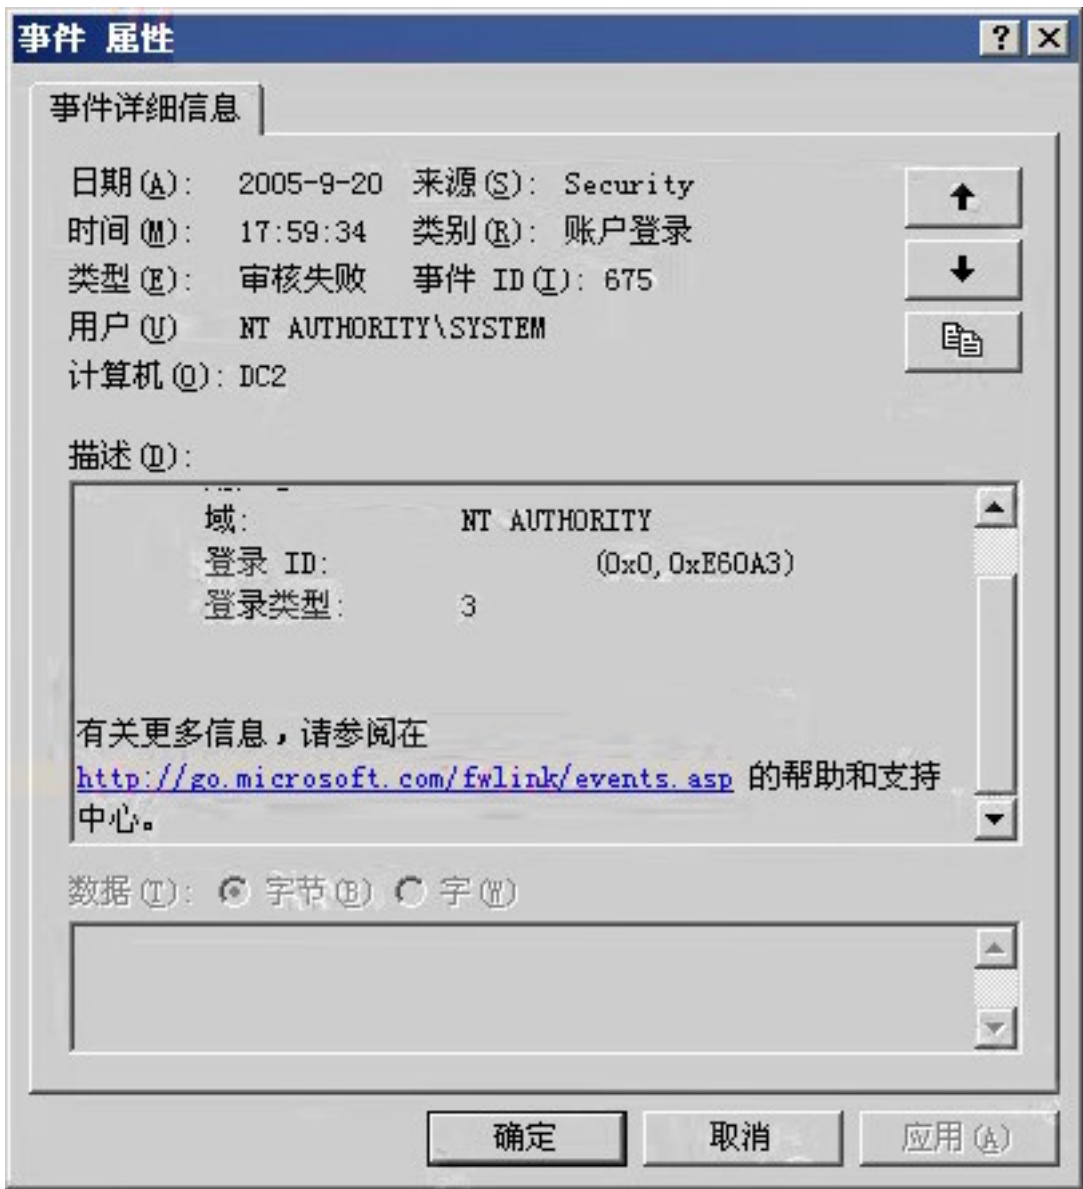 事件 属性
事件详细信息
日期(A): 2005-9-20 来源(S): Security
时间(M): 17:59:34 类别(R): 账户登录
类型(E): 审核失败 事件 ID(I): 675
用户(U) NT AUTHORITY\SYSTEM
计算机(O): DC2
描述(D):
域: NT AUTHORITY
登录 ID: (0x0,0xE60A3)
登录类型: 3
有关更多信息，请参阅在
http://go.microsoft.com/fwlink/events.asp 的帮助和支持
中心。
数据(T): 字节(B) 字(W)
确定 取消 应用(A)